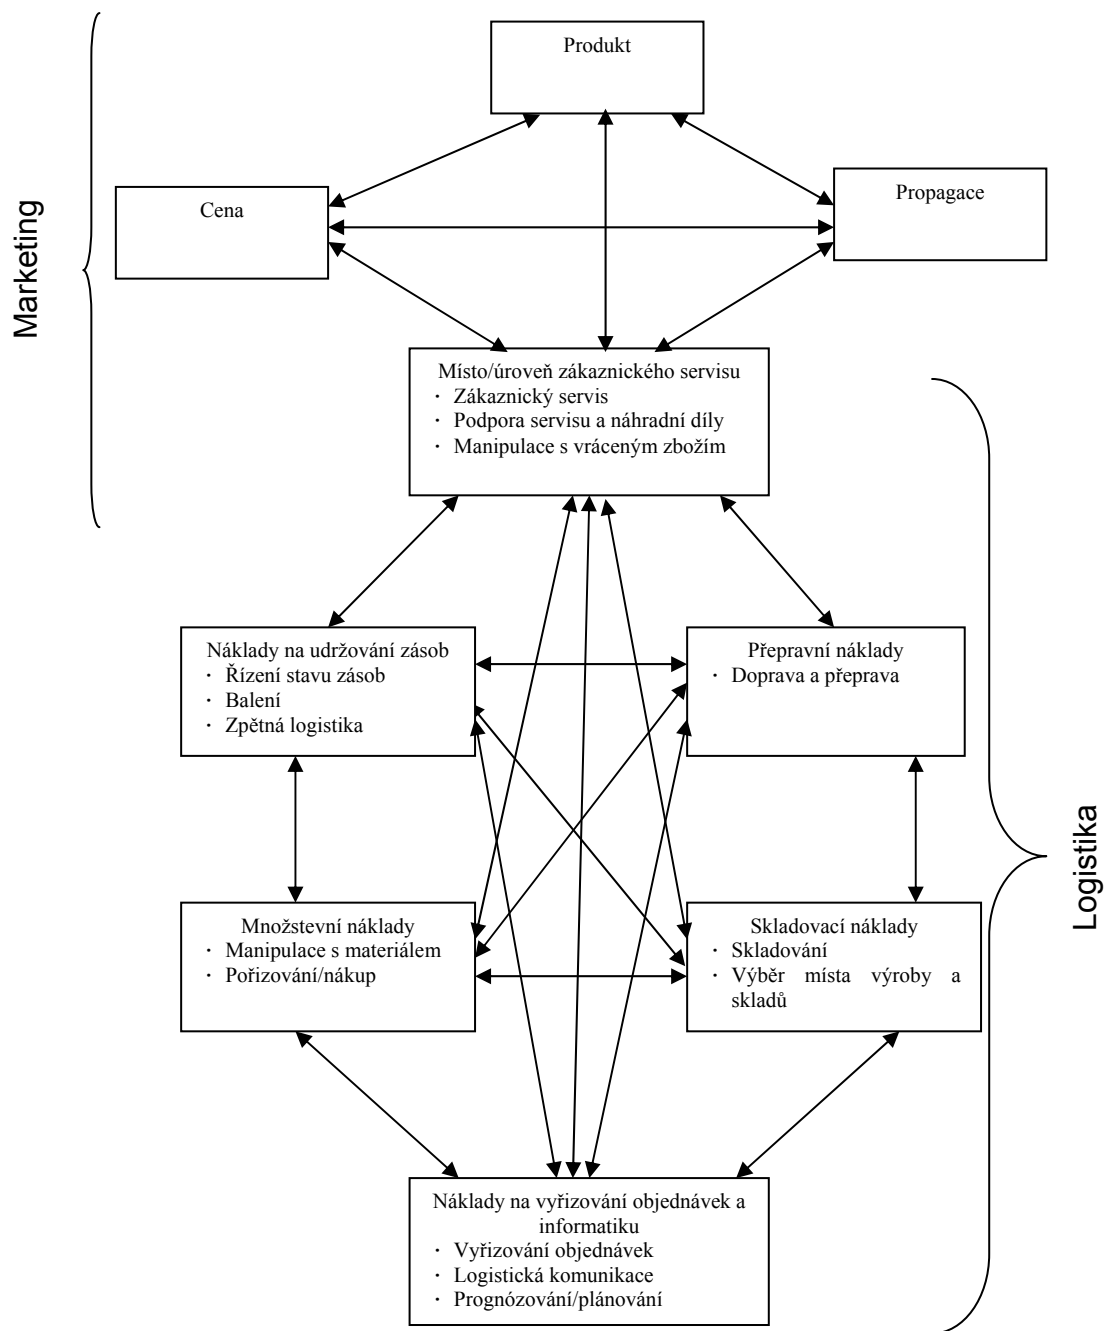 Marketing
Produkt
Cena
Propagace
Místo/úroveň zákaznického servisu
· Zákaznický servis
· Podpora servisu a náhradní díly
· Manipulace s vráceným zbožím
Náklady na udržování zásob
· Řízení stavu zásob
· Balení
· Zpětná logistika
Přepravní náklady
· Doprava a přeprava
Množstevní náklady
· Manipulace s materiálem
· Pořizování/nákup
Skladovací náklady
· Skladování
· Výběr místa výroby a
skladů
Logistika
Náklady na vyřizování objednávek a
informatiku
· Vyřizování objednávek
· Logistická komunikace
· Prognózování/plánování